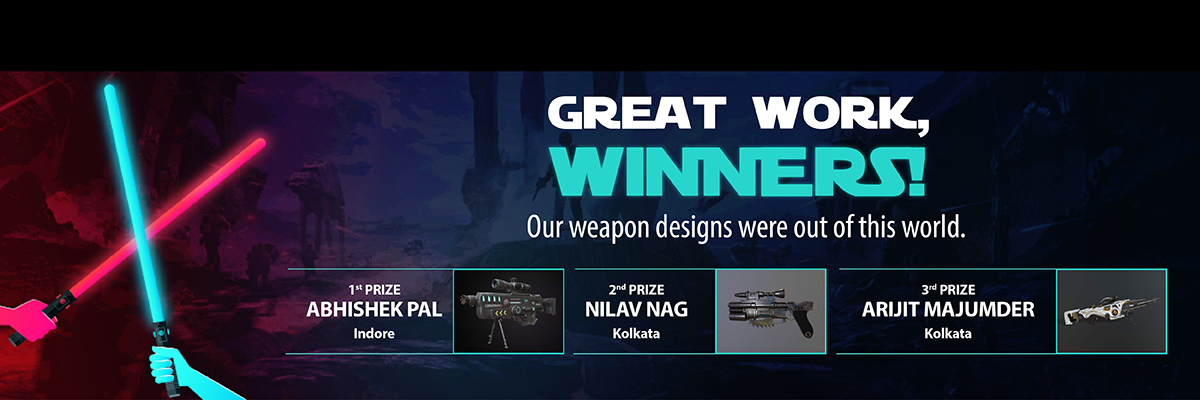 GREAT WORK,
WINNERS!
Our weapon designs were out of this world.
1st PRIZE
ABHISHEK PAL
Indore
2nd PRIZE
NILAV NAG
Kolkata
3rd PRIZE
ARIJIT MAJUMDER
Kolkata